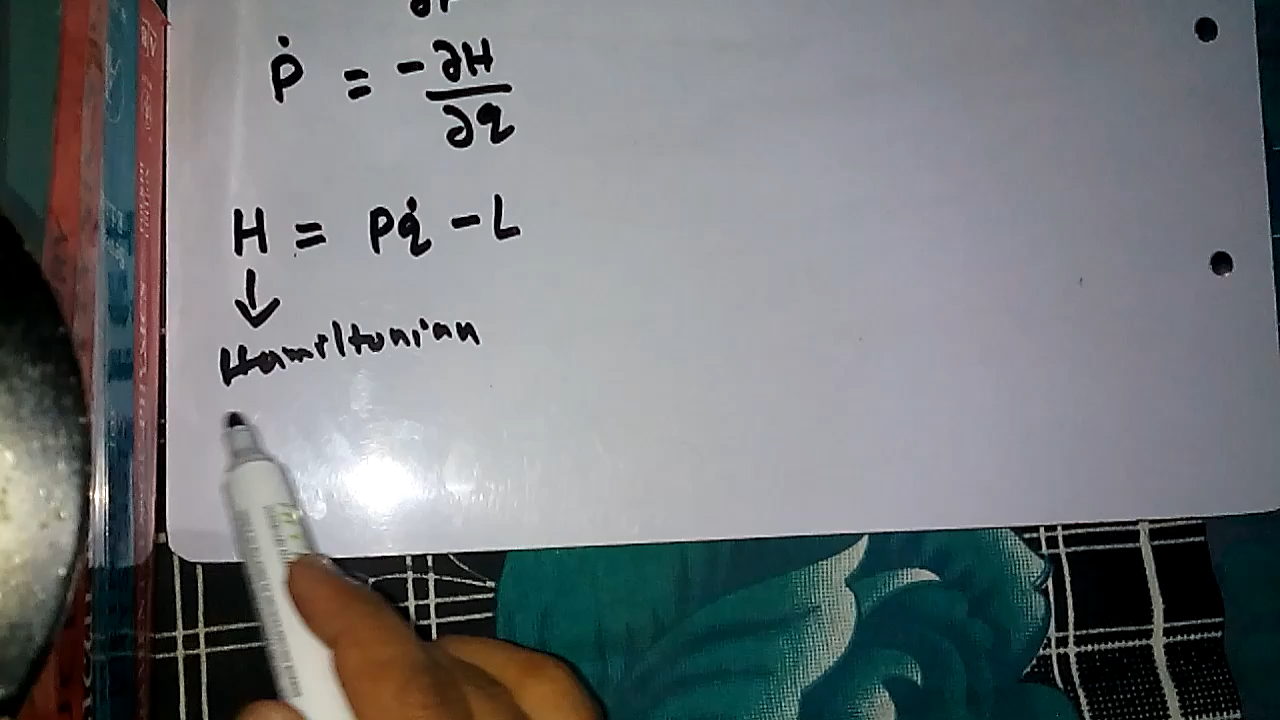 Ṗ = -∂H/∂q
H = Pq̇ - L
↓
Hamiltonian